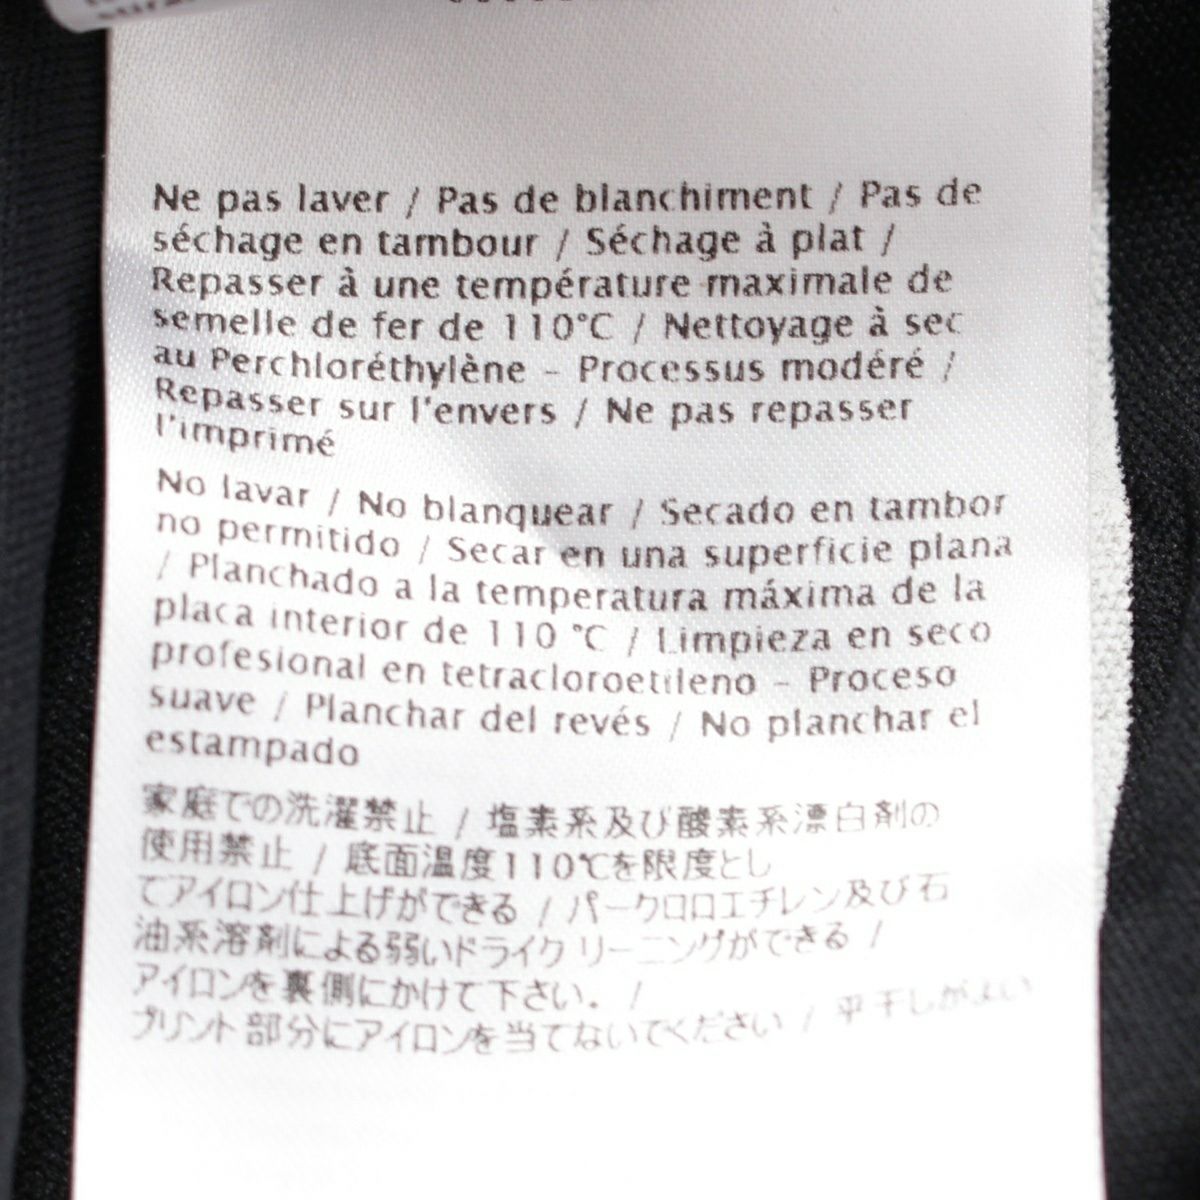 Ne pas laver / Pas de blanchiment / Pas de
séchage en tambour / Séchage à plat /
Repasser à une température maximale de
semelle de fer de 110°C / Nettoyage à sec
au Perchloréthylène - Processus modéré /
Repasser sur l'envers / Ne pas repasser
l'imprimé
No lavar / No blanquear / Secado en tambor
no permitido / Secar en una superficie plana
/ Planchado a la temperatura máxima de la
placa interior de 110 °C / Limpieza en seco
profesional en tetracloroetileno - Proceso
suave / Planchar del revés / No planchar el
estampado
家庭での洗濯禁止 / 塩素系及び酸素系漂白剤の
使用禁止 / 底面温度110℃を限度とし
てアイロン仕上げができる / パークロロエチレン及び石
油系溶剤による弱いドライクリーニングができる /
アイロンを裏側にかけて下さい。 /
プリント部分にアイロンを当てないでください / 平干しがよい